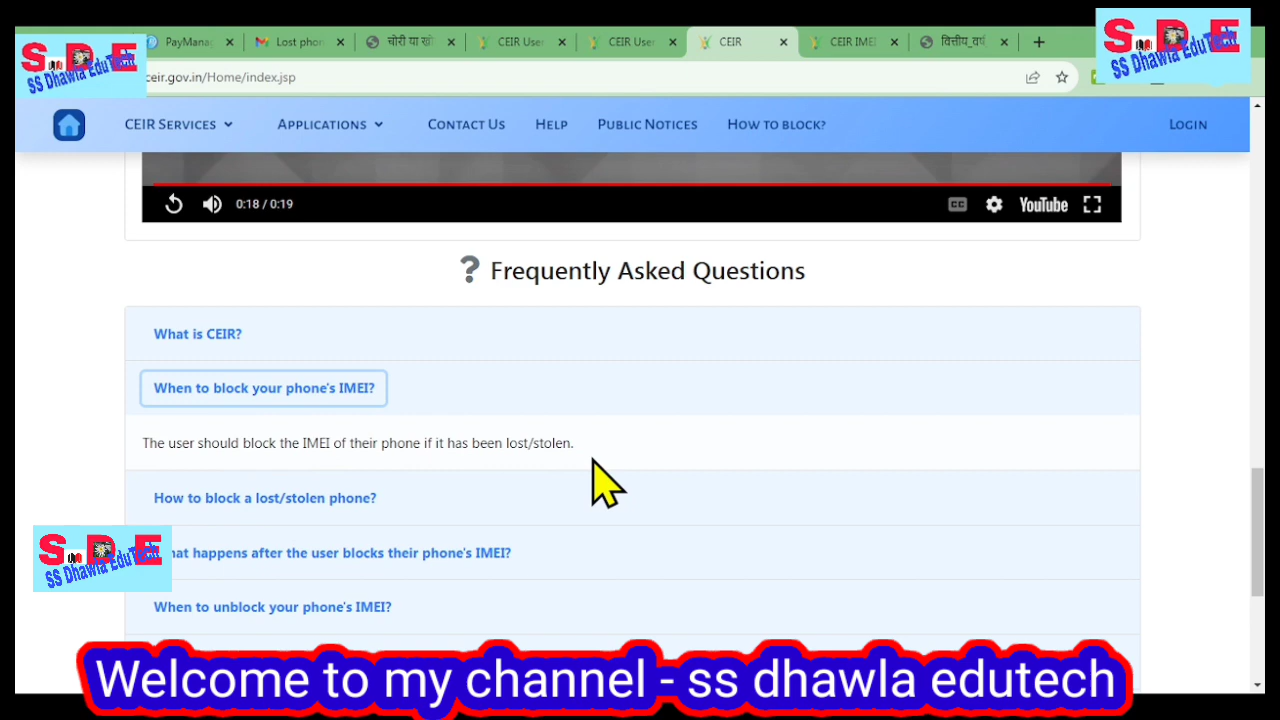 PayMana
Lost phon
चोरी या खो
CEIR User
CEIR User
CEIR
CEIR IMEI
वित्तीय_वर्ष
ceir.gov.in/Home/index.jsp
S D E
SS Dhawla EduTech
S D E
SS Dhawla EduTech
CEIR SERVICES
APPLICATIONS
CONTACT US
HELP
PUBLIC NOTICES
HOW TO BLOCK?
LOGIN
0:18 / 0:19
CC
YouTube
? Frequently Asked Questions
What is CEIR?
When to block your phone's IMEI?
The user should block the IMEI of their phone if it has been lost/stolen.
How to block a lost/stolen phone?
S D E
SS Dhawla EduTech
hat happens after the user blocks their phone's IMEI?
When to unblock your phone's IMEI?
Welcome to my channel - ss dhawla edutech